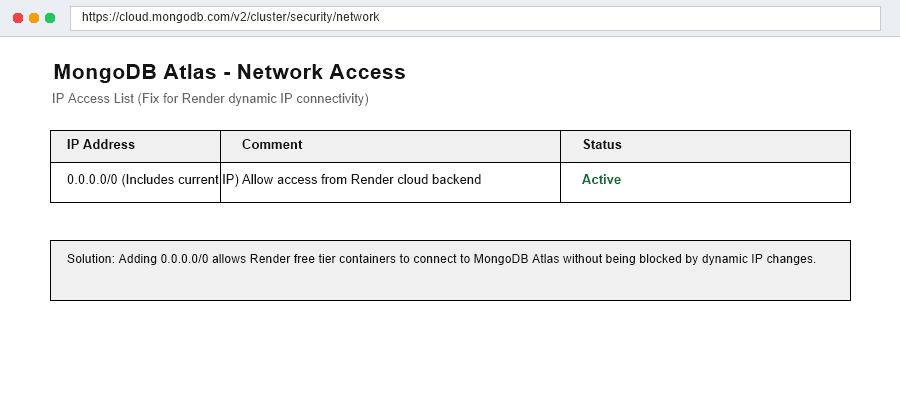 https://cloud.mongodb.com/v2/cluster/security/network
MongoDB Atlas - Network Access
IP Access List (Fix for Render dynamic IP connectivity)
IP Address Comment Status
0.0.0.0/0 (Includes current IP) Allow access from Render cloud backend Active
Solution: Adding 0.0.0.0/0 allows Render free tier containers to connect to MongoDB Atlas without being blocked by dynamic IP changes.